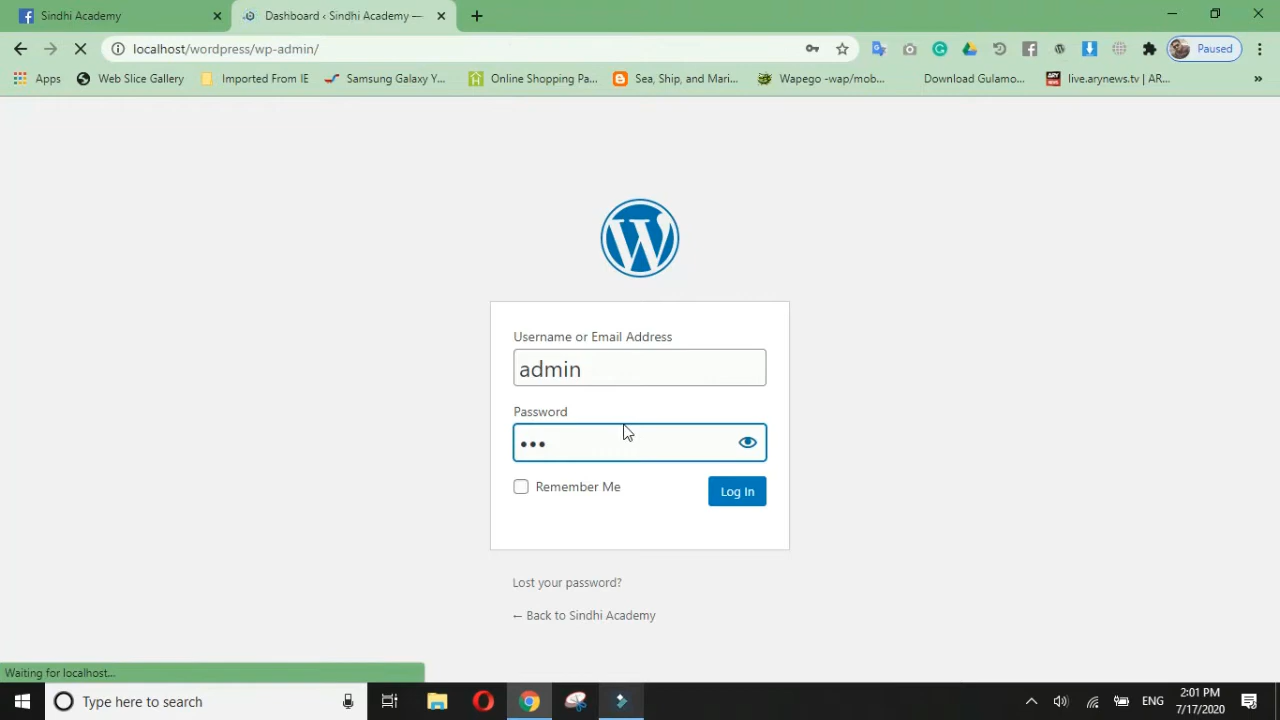 Sindhi Academy
Dashboard ‹ Sindhi Academy —
localhost/wordpress/wp-admin/
Paused
Apps
Web Slice Gallery
Imported From IE
Samsung Galaxy Y...
Online Shopping Pa...
Sea, Ship, and Mari...
Wapego -wap/mob...
Download Gulamo...
live.arynews.tv | AR...
»
Username or Email Address
admin
Password
Remember Me
Log In
Lost your password?
← Back to Sindhi Academy
Waiting for localhost...
Type here to search
ENG
2:01 PM
7/17/2020